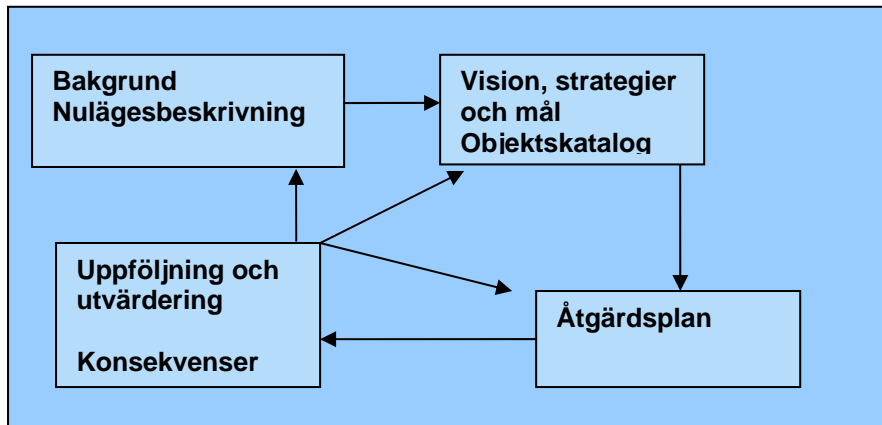 Bakgrund
Nulägesbeskrivning
Vision, strategier
och mål
Objektskatalog
Uppföljning och
utvärdering
Konsekvenser
Åtgärdsplan